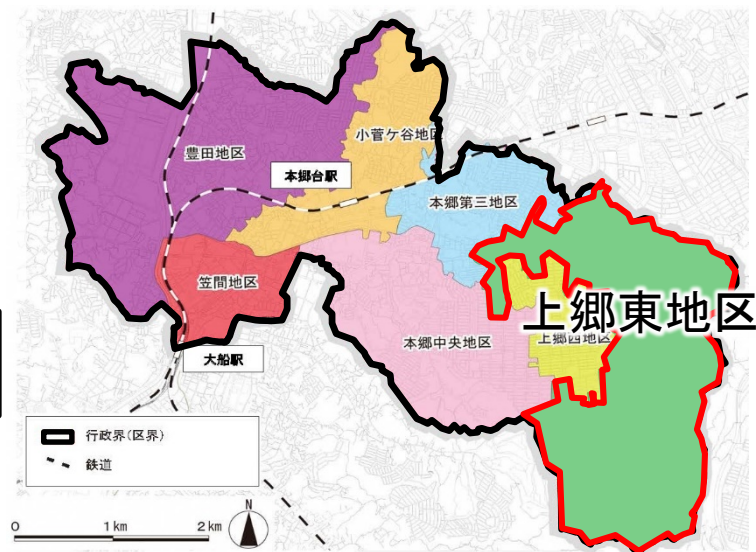 小菅ケ谷地区
豊田地区
本郷台駅
本郷第三地区
笠間地区
上郷東地区
本郷中央地区
上郷西地区
大船駅
行政界(区界)
鉄道
N
0
1km
2km